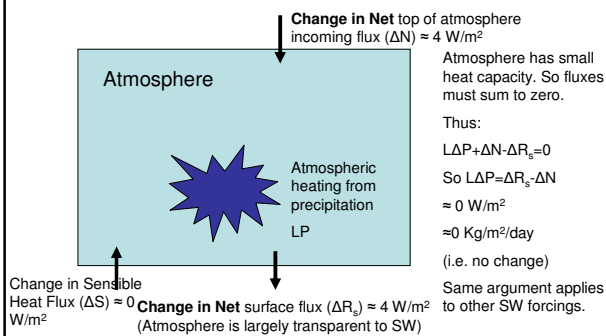 Change in Net top of atmosphere
incoming flux (ΔN) ≈ 4 W/m²
Atmosphere
Atmosphere has small
heat capacity. So fluxes
must sum to zero.
Thus:
LΔP+ΔN-ΔRₛ=0
So LΔP=ΔRₛ-ΔN
≈ 0 W/m²
≈0 Kg/m²/day
(i.e. no change)
Same argument applies
to other SW forcings.
Atmospheric
heating from
precipitation
LP
Change in Sensible
Heat Flux (ΔS) ≈ 0
W/m²
Change in Net surface flux (ΔRₛ) ≈ 4 W/m²
(Atmosphere is largely transparent to SW)